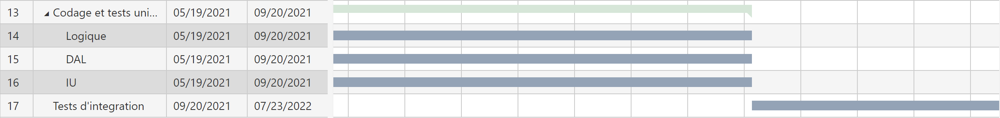 13 Codage et tests uni... 05/19/2021 09/20/2021
14 Logique 05/19/2021 09/20/2021
15 DAL 05/19/2021 09/20/2021
16 IU 05/19/2021 09/20/2021
17 Tests d'integration 09/20/2021 07/23/2022